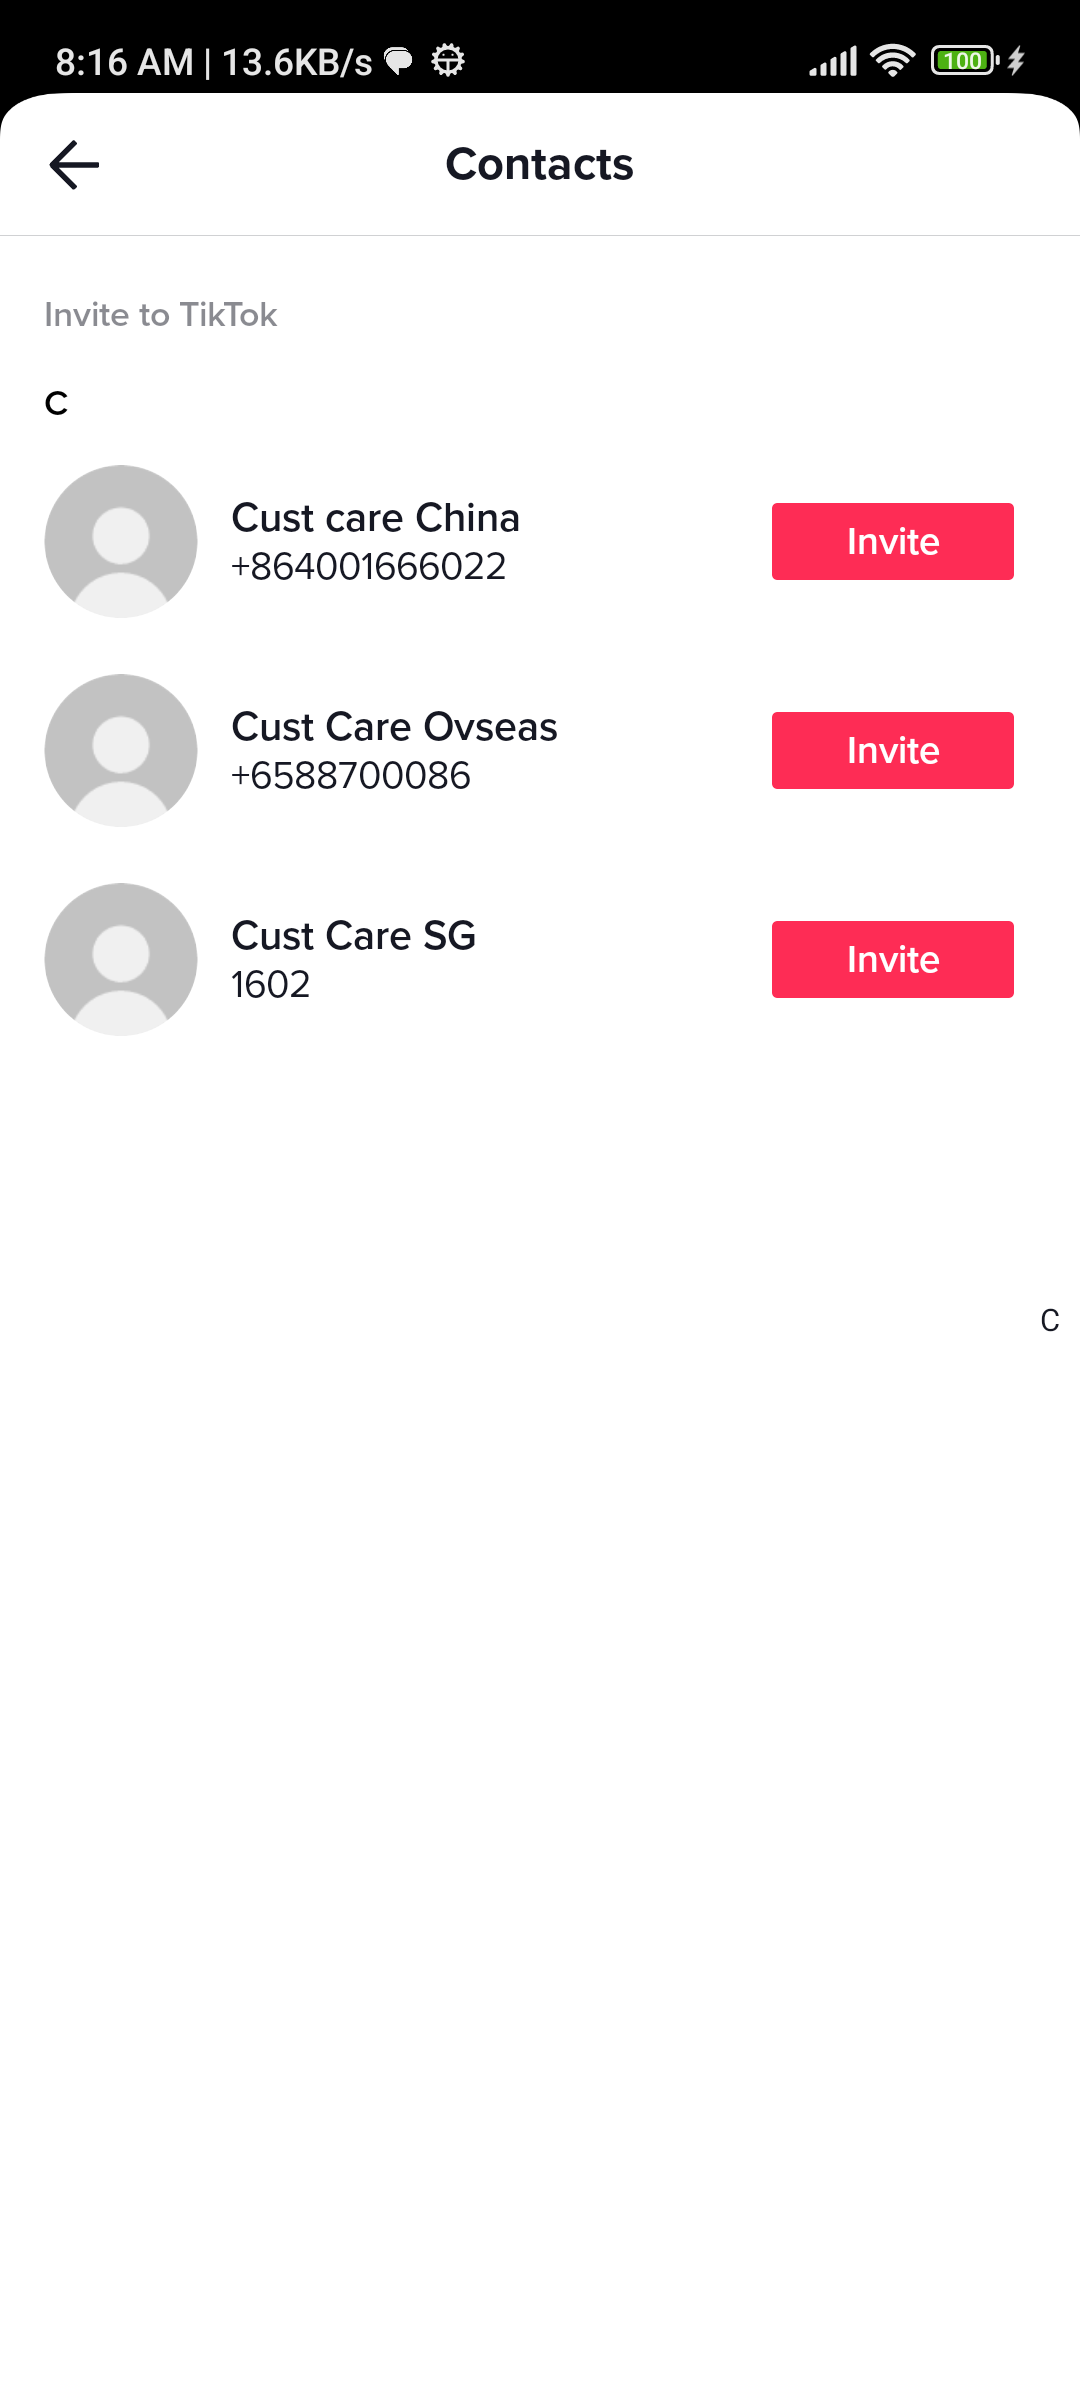 8:16 AM | 13.6KB/s
100
Contacts
Invite to TikTok
C
Cust care China
+864001666022
Invite
Cust Care Ovseas
+6588700086
Invite
Cust Care SG
1602
Invite
C